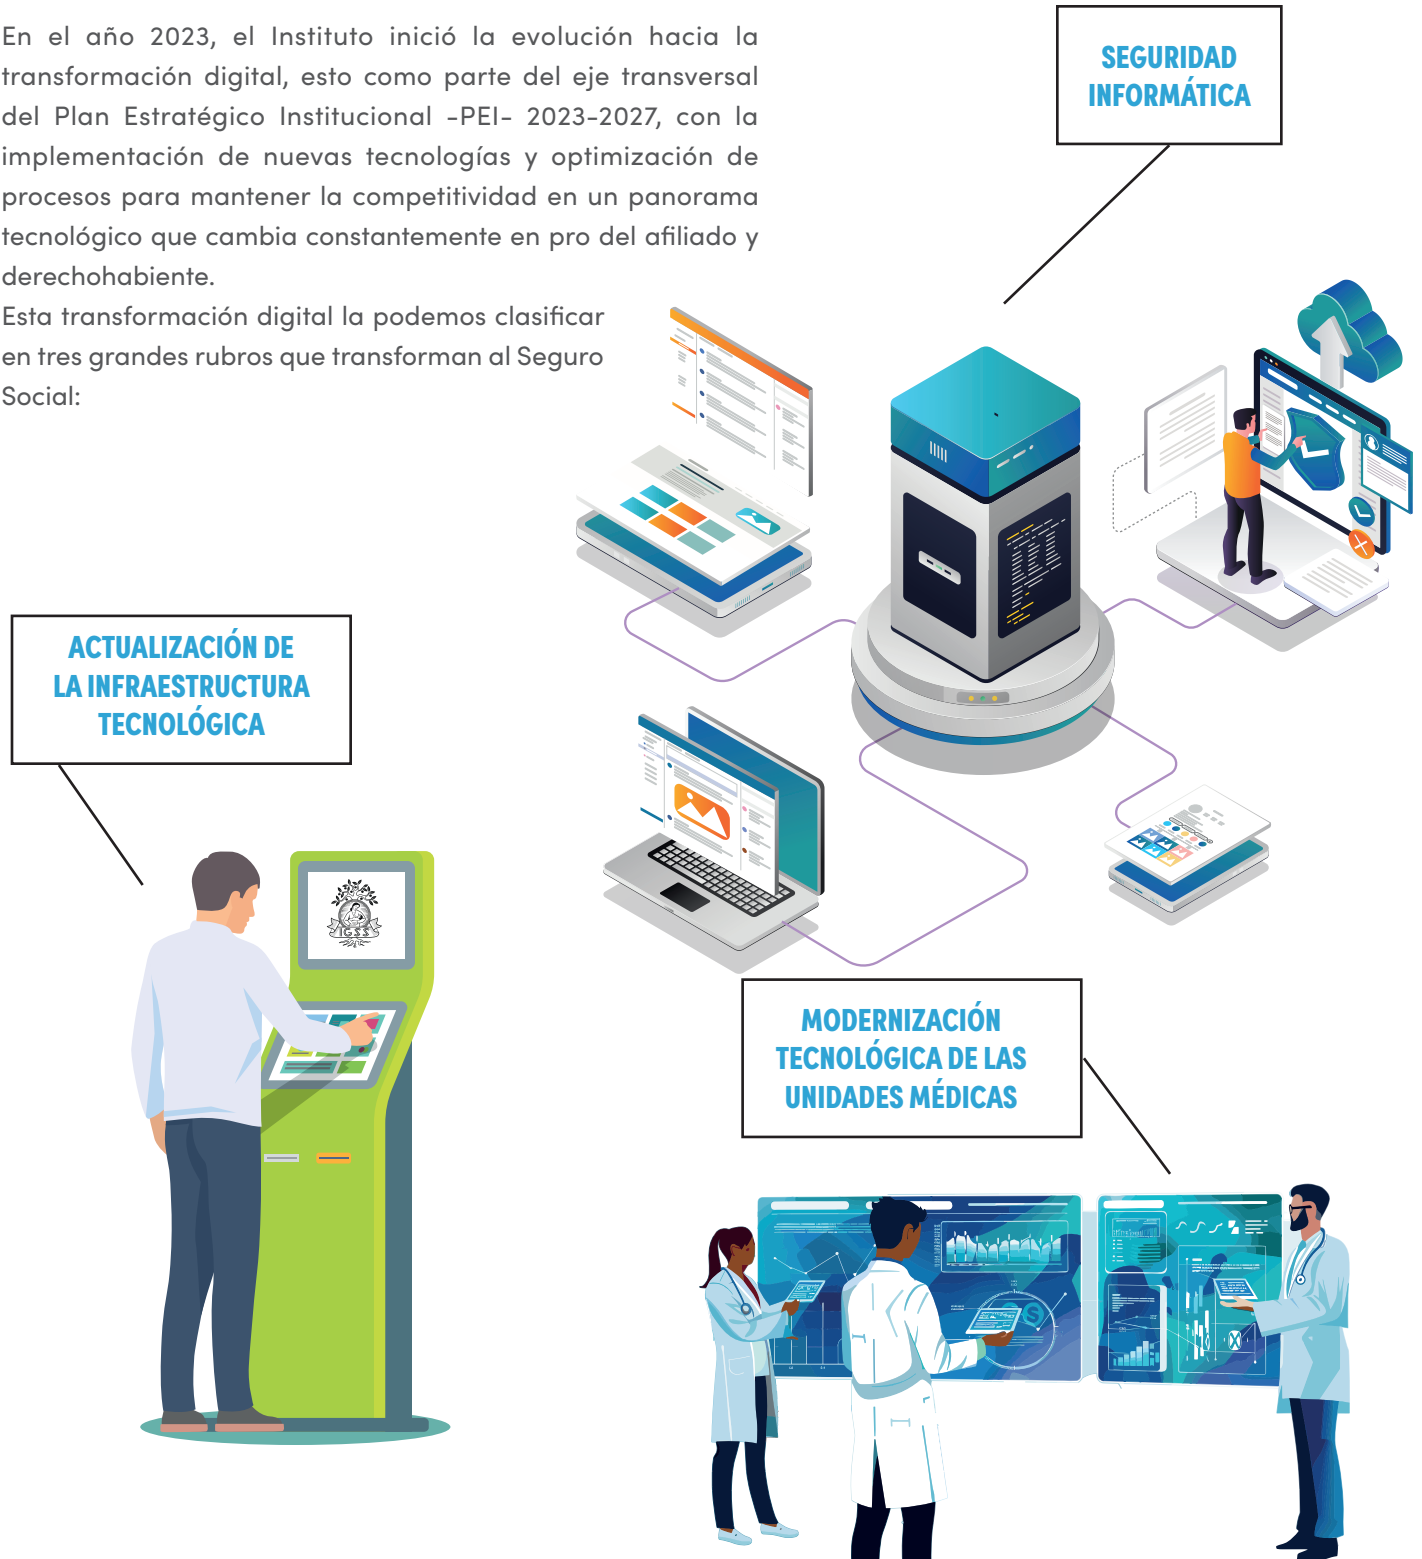 En el año 2023, el Instituto inició la evolución hacia la
transformación digital, esto como parte del eje transversal
del Plan Estratégico Institucional -PEI- 2023-2027, con la
implementación de nuevas tecnologías y optimización de
procesos para mantener la competitividad en un panorama
tecnológico que cambia constantemente en pro del afiliado y
derechohabiente.
Esta transformación digital la podemos clasificar
en tres grandes rubros que transforman al Seguro
Social:
SEGURIDAD
INFORMÁTICA
ACTUALIZACIÓN DE
LA INFRAESTRUCTURA
TECNOLÓGICA
IGSS
MODERNIZACIÓN
TECNOLÓGICA DE LAS
UNIDADES MÉDICAS